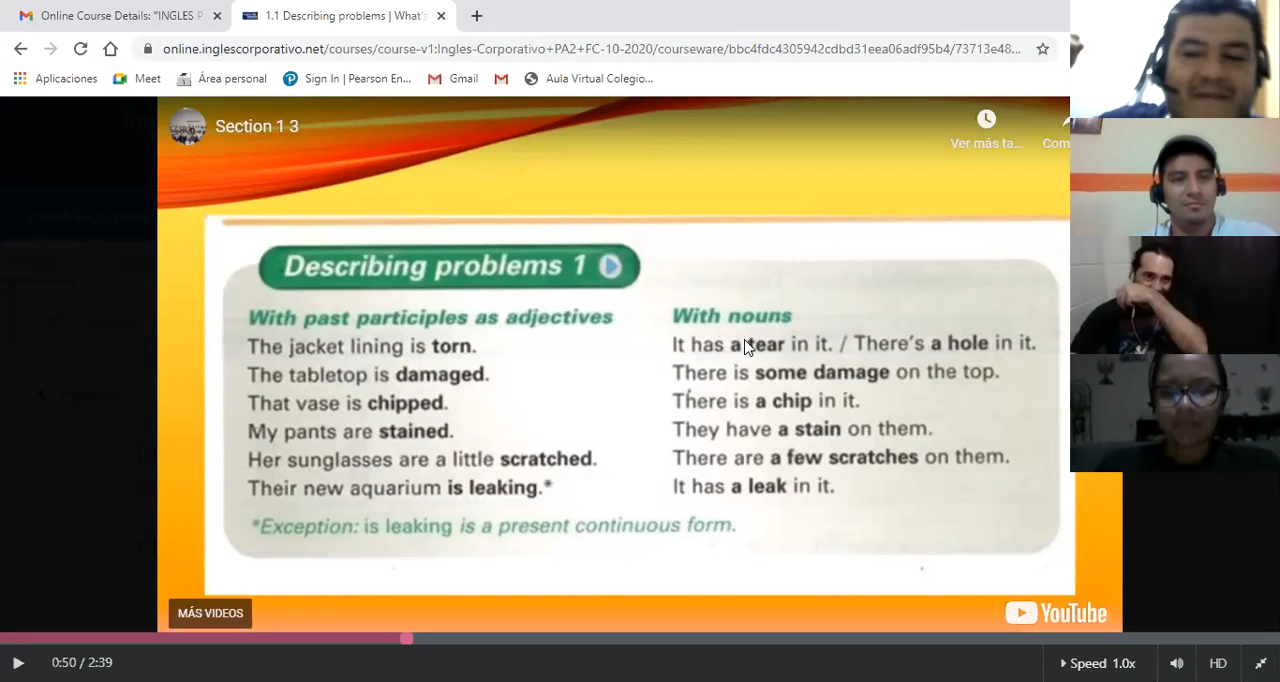 Online Course Details: "INGLES P
1.1 Describing problems | What's
online.inglescorporativo.net/courses/course-v1:Ingles-Corporativo+PA2+FC-10-2020/courseware/bbc4fdc4305942cdbd31eea06adf95b4/73713e48...
Aplicaciones Meet Área personal Sign In | Pearson En... Gmail Aula Virtual Colegio...
Section 1 3
Ver más ta...
Com
Describing problems 1
With past participles as adjectives
The jacket lining is torn.
The tabletop is damaged.
That vase is chipped.
My pants are stained.
Her sunglasses are a little scratched.
Their new aquarium is leaking.*
*Exception: is leaking is a present continuous form.
With nouns
It has a tear in it. / There's a hole in it.
There is some damage on the top.
There is a chip in it.
They have a stain on them.
There are a few scratches on them.
It has a leak in it.
MÁS VIDEOS
YouTube
0:50 / 2:39
Speed 1.0x
HD